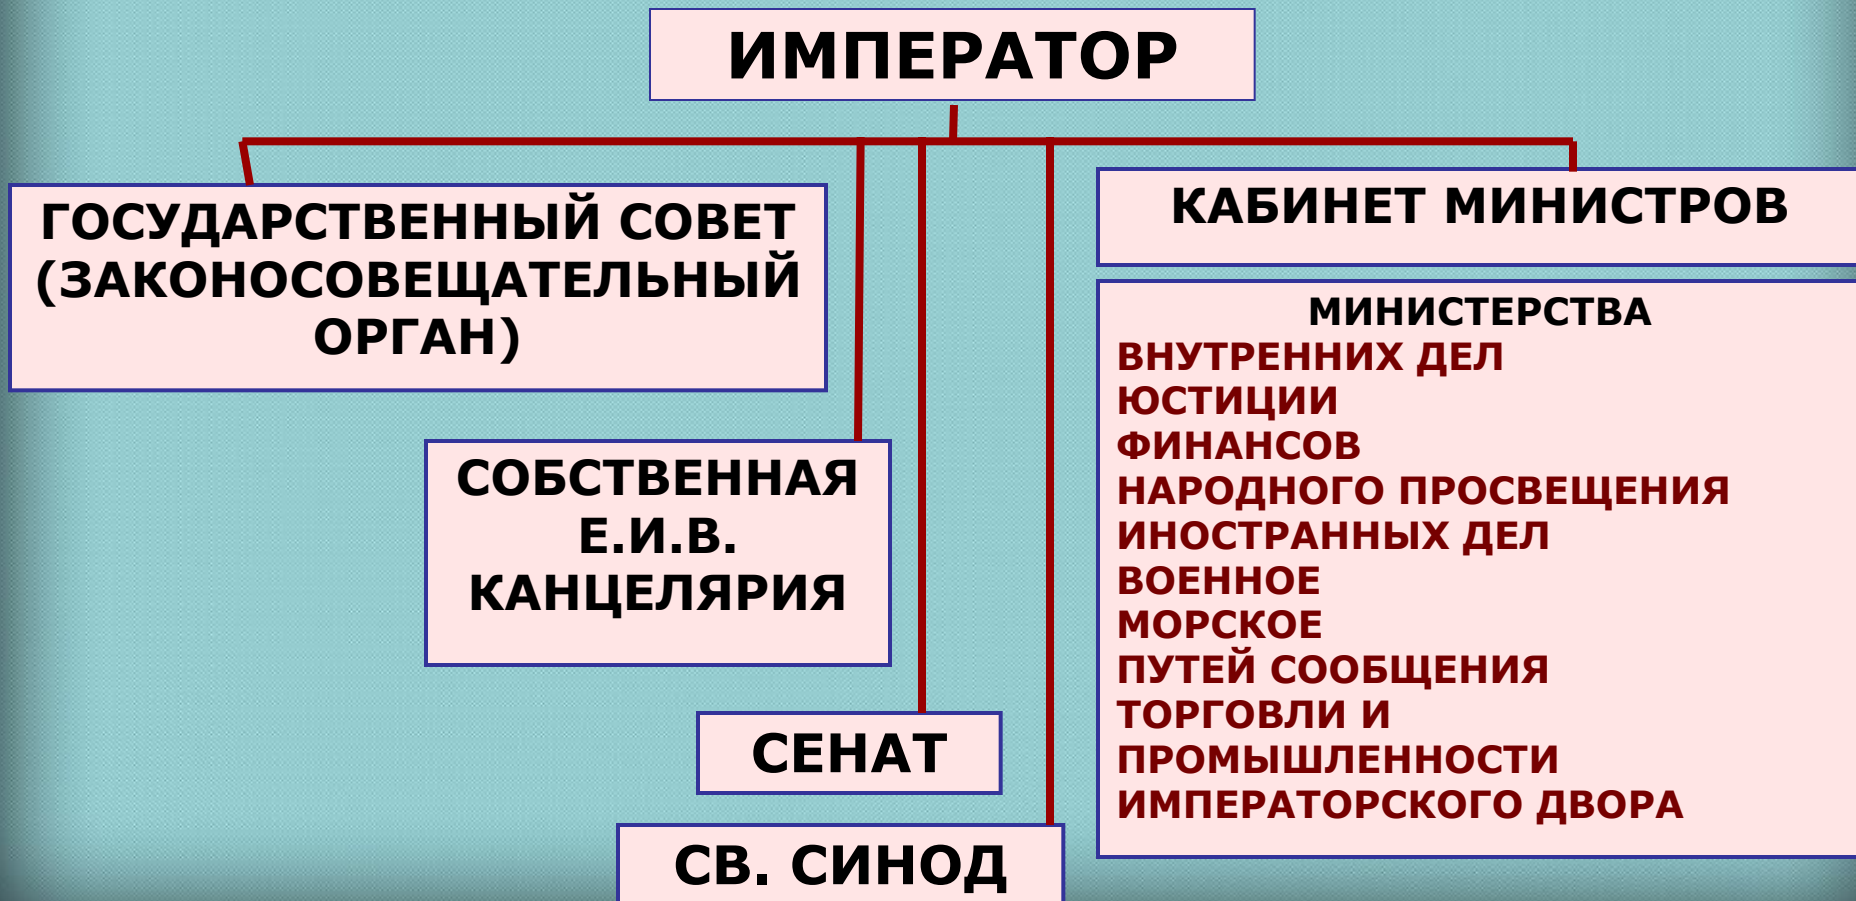 ИМПЕРАТОР
ГОСУДАРСТВЕННЫЙ СОВЕТ
(ЗАКОНОСОВЕЩАТЕЛЬНЫЙ
ОРГАН)
КАБИНЕТ МИНИСТРОВ
МИНИСТЕРСТВА
ВНУТРЕННИХ ДЕЛ
ЮСТИЦИИ
ФИНАНСОВ
НАРОДНОГО ПРОСВЕЩЕНИЯ
ИНОСТРАННЫХ ДЕЛ
ВОЕННОЕ
МОРСКОЕ
ПУТЕЙ СООБЩЕНИЯ
ТОРГОВЛИ И
ПРОМЫШЛЕННОСТИ
ИМПЕРАТОРСКОГО ДВОРА
СОБСТВЕННАЯ
Е.И.В.
КАНЦЕЛЯРИЯ
СЕНАТ
СВ. СИНОД